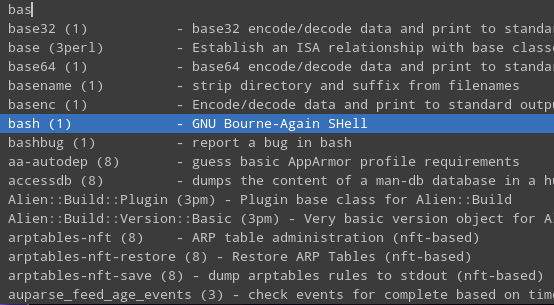 bas
base32 (1) - base32 encode/decode data and print to standa
base (3perl) - Establish an ISA relationship with base class
base64 (1) - base64 encode/decode data and print to standa
basename (1) - strip directory and suffix from filenames
basenc (1) - Encode/decode data and print to standard outp
bash (1) - GNU Bourne-Again SHell
bashbug (1) - report a bug in bash
aa-autodep (8) - guess basic AppArmor profile requirements
accessdb (8) - dumps the content of a man-db database in a hu
Alien::Build::Plugin (3pm) - Plugin base class for Alien::Build
Alien::Build::Version::Basic (3pm) - Very basic version object for A
arptables-nft (8) - ARP table administration (nft-based)
arptables-nft-restore (8) - Restore ARP Tables (nft-based)
arptables-nft-save (8) - dump arptables rules to stdout (nft-based)
auparse_feed_age_events (3) - check events for complete based on tim